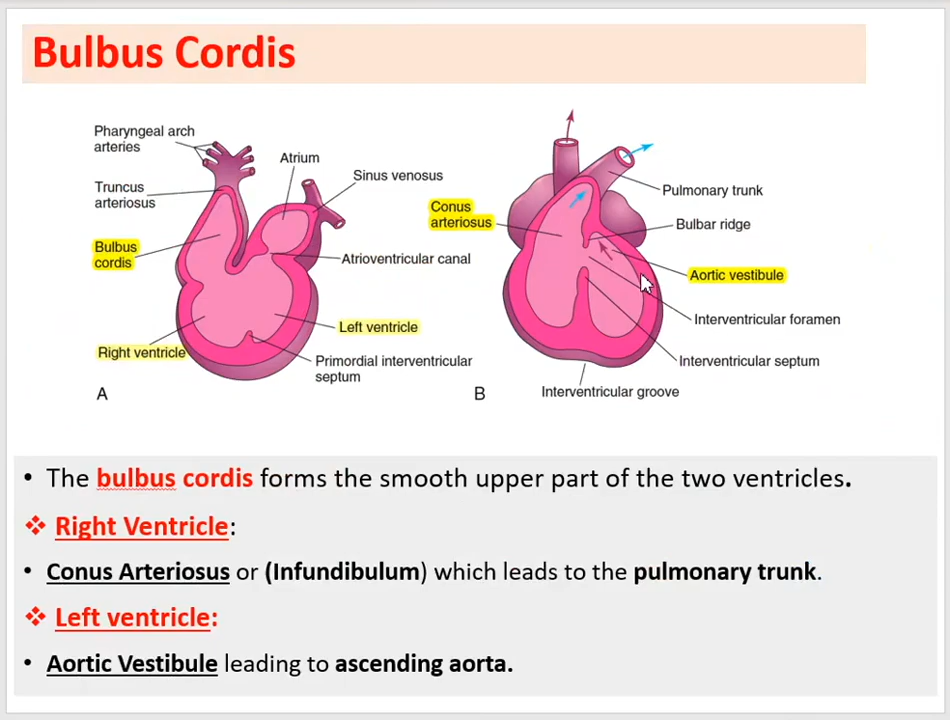 Bulbus Cordis
Pharyngeal arch
arteries
Atrium
Sinus venosus
Truncus
arteriosus
Bulbus
cordis
Atrioventricular canal
Left ventricle
Right ventricle
Primordial interventricular
septum
A
Conus
arteriosus
Pulmonary trunk
Bulbar ridge
Aortic vestibule
Interventricular foramen
Interventricular septum
Interventricular groove
B
• The bulbus cordis forms the smooth upper part of the two ventricles.
❖ Right Ventricle:
• Conus Arteriosus or (Infundibulum) which leads to the pulmonary trunk.
❖ Left ventricle:
• Aortic Vestibule leading to ascending aorta.